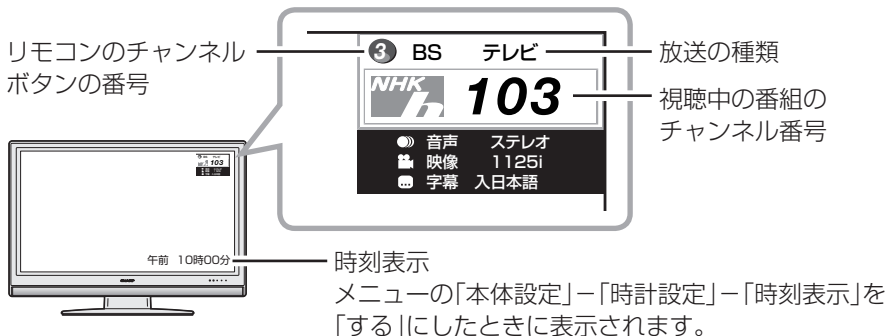 リモコンのチャンネル
ボタンの番号
3 BS テレビ
放送の種類
NHK h 103
視聴中の番組の
チャンネル番号
音声 ステレオ
映像 1125i
字幕 入日本語
103
午前 10時00分
時刻表示
メニューの「本体設定」－「時計設定」－「時刻表示」を
「する」にしたときに表示されます。